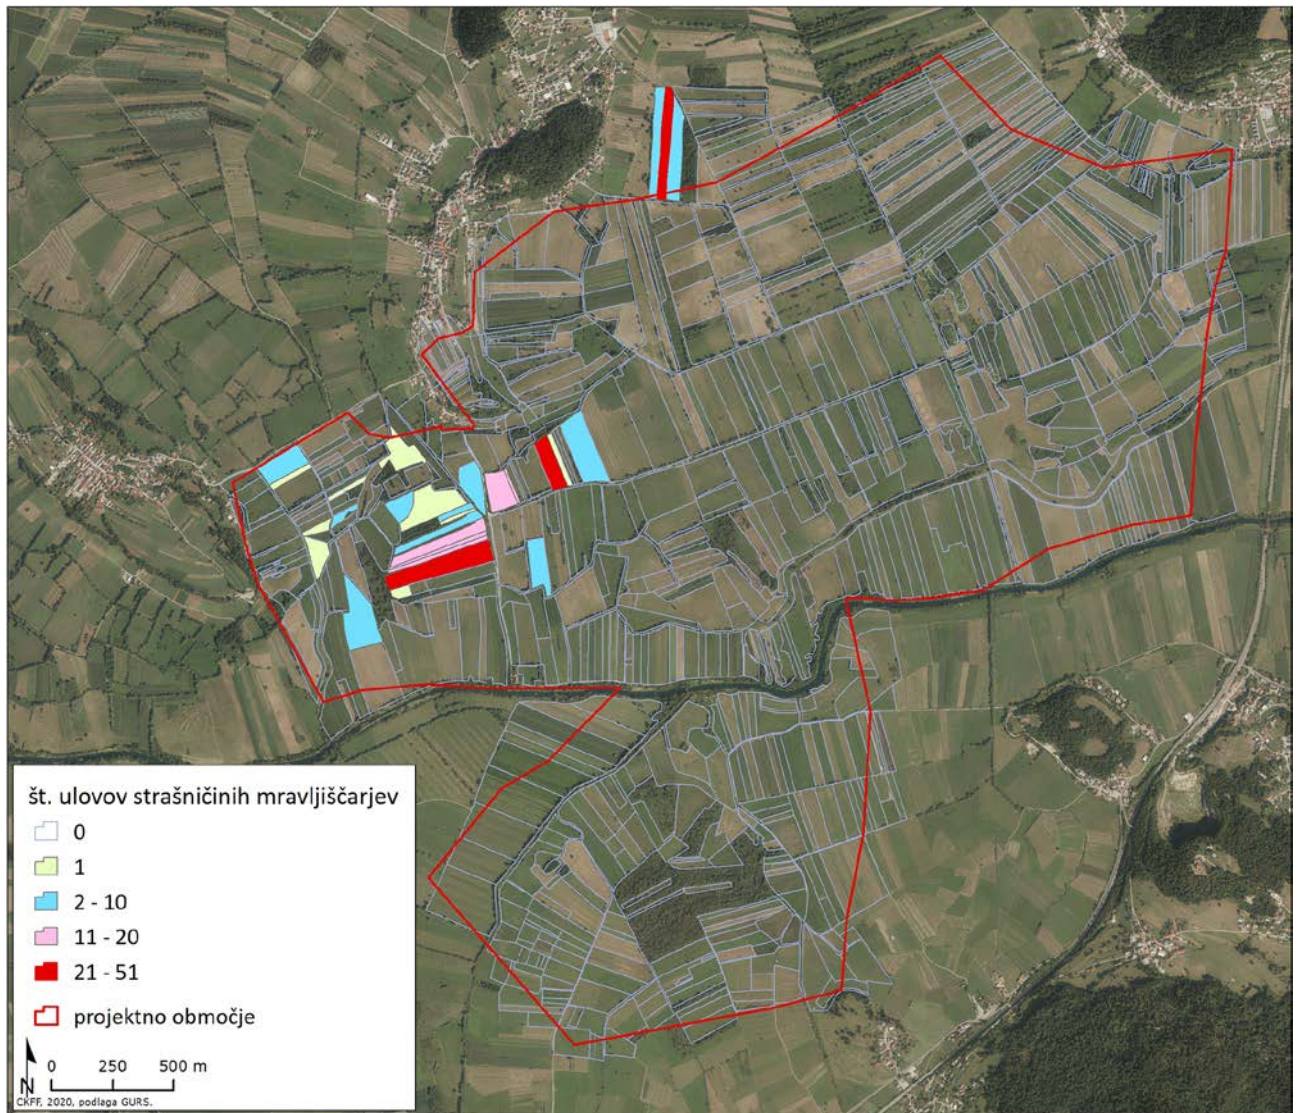 št. ulovov strašničinih mravljiščarjev
0
1
2 - 10
11 - 20
21 - 51
projektno območje
0 250 500 m
N
CKFF, 2020, podlaga GURS.